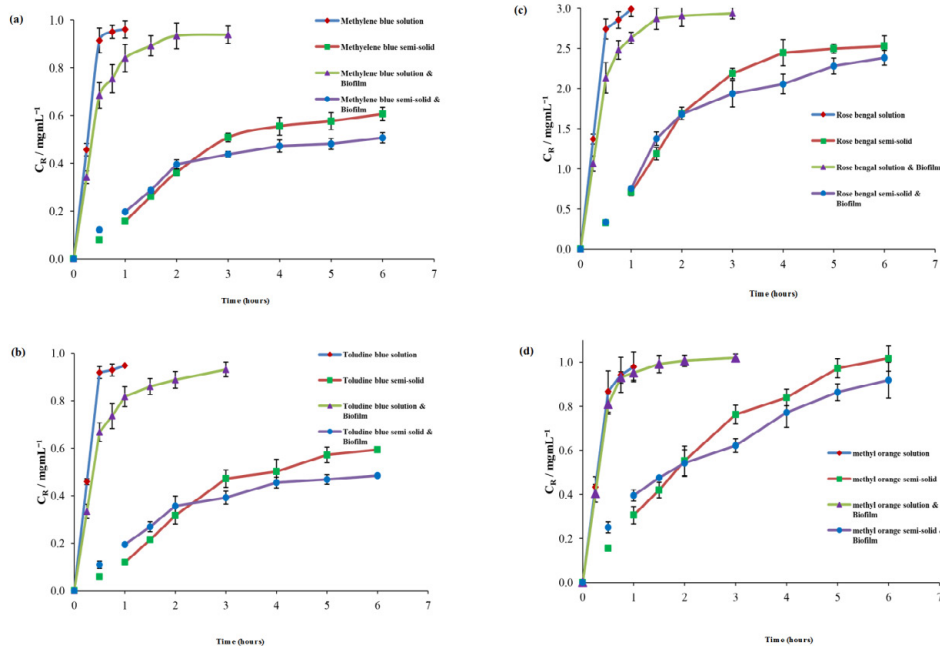 (a)
1.0
0.8
0.6
0.4
0.2
0.0
C_R / mgmL⁻¹
Methylene blue solution
Methyelene blue semi-solid
Methylene blue solution &
Biofilm
Methylene blue semi-solid &
Biofilm
0 1 2 3 4 5 6 7
Time (hours)
(c)
3.0
2.5
2.0
1.5
1.0
0.5
0.0
C_R / mgmL⁻¹
Rose bengal solution
Rose bengal semi-solid
Rose bengal solution & Biofilm
Rose bengal semi-solid &
Biofilm
0 1 2 3 4 5 6 7
Time (hours)
(b)
1.0
0.8
0.6
0.4
0.2
0.0
C_R / mgmL⁻¹
Toludine blue solution
Toludine blue semi-solid
Toludine blue solution &
Biofilm
Toludine blue semi-solid &
Biofilm
0 1 2 3 4 5 6 7
Time (hours)
(d)
1.0
0.8
0.6
0.4
0.2
0.0
C_R / mgmL⁻¹
methyl orange solution
methyl orange semi-solid
methyl orange solution &
Biofilm
methyl orange semi-solid &
Biofilm
0 1 2 3 4 5 6 7
Time (hours)